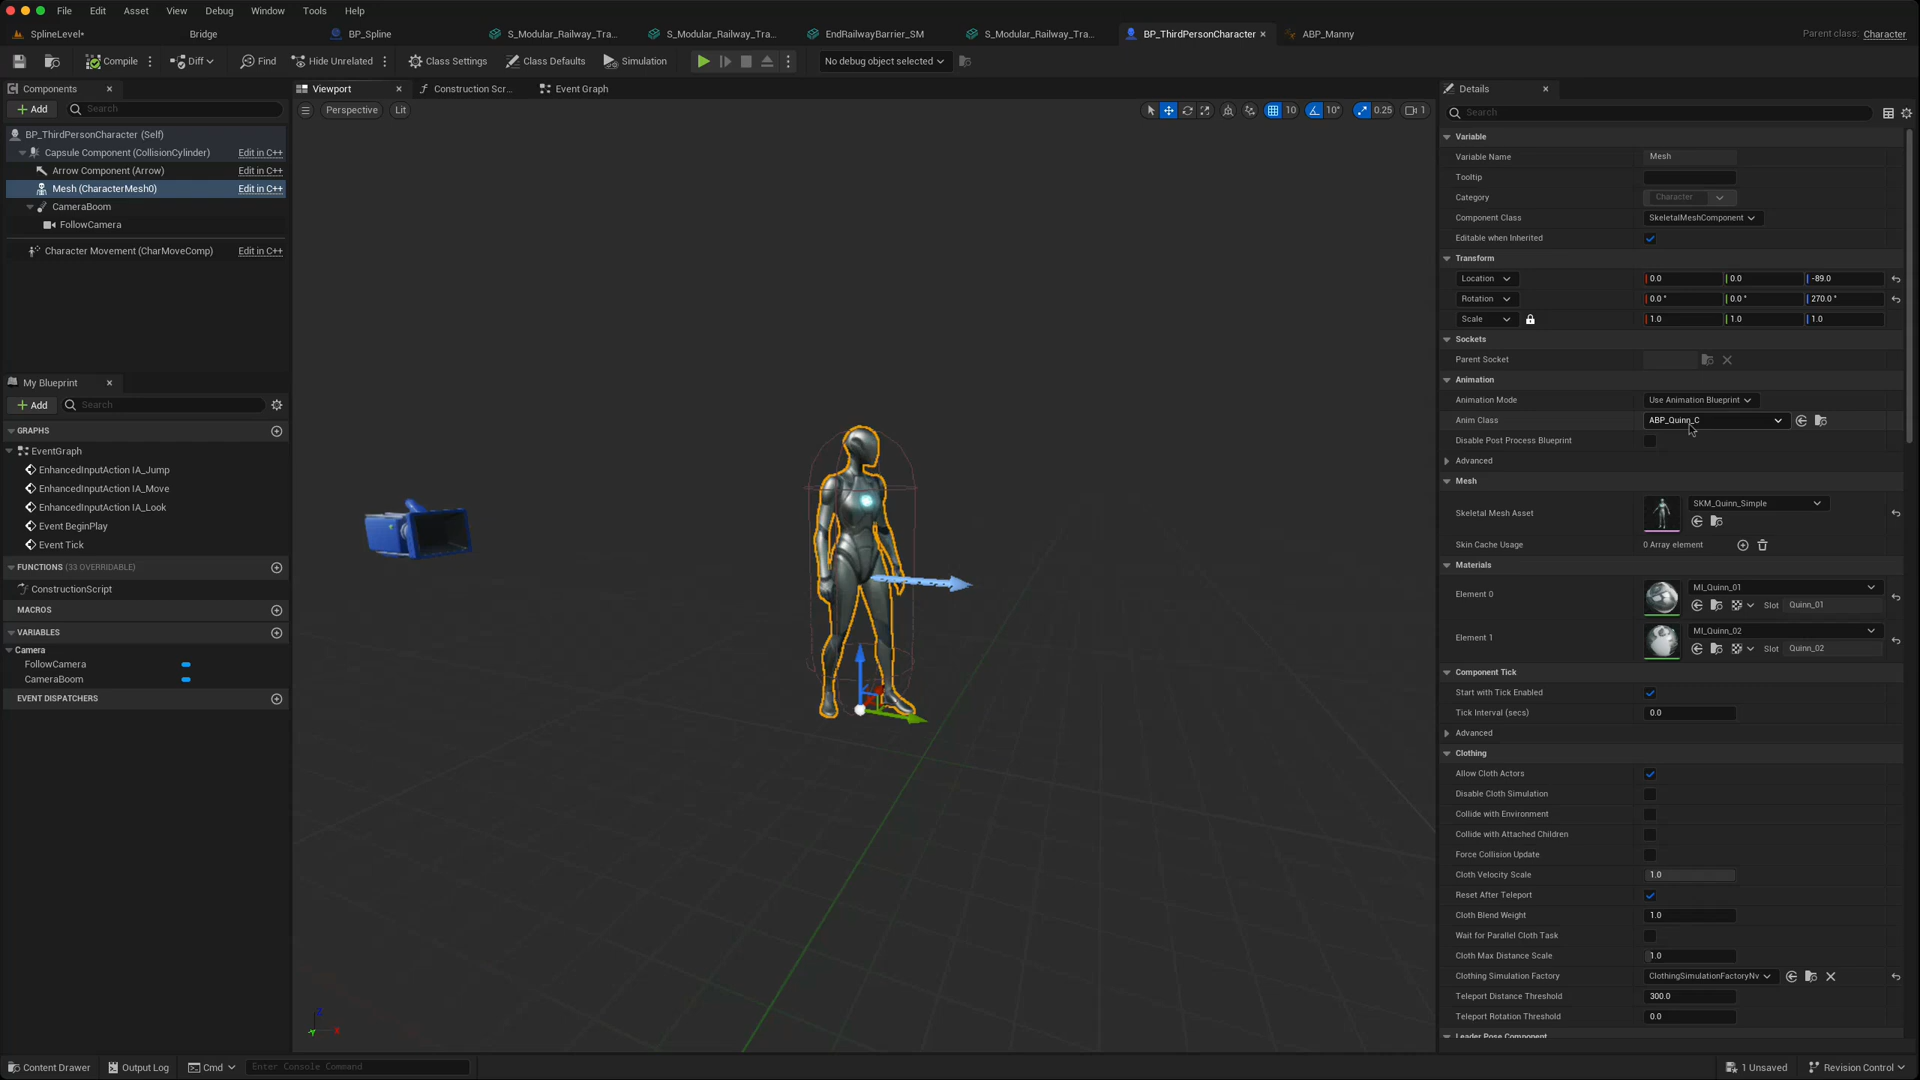 File Edit Asset View Debug Window Tools Help
SplineLevel* Bridge BP_Spline S_Modular_Railway_Tra... S_Modular_Railway_Tra... EndRailwayBarrier_SM S_Modular_Railway_Tra... BP_ThirdPersonCharacter ABP_Manny Parent class: Character
Compile Diff Find Hide Unrelated Class Settings Class Defaults Simulation No debug object selected
Components
Add Search
BP_ThirdPersonCharacter (Self)
Capsule Component (CollisionCylinder) Edit in C++
Arrow Component (Arrow) Edit in C++
Mesh (CharacterMesh0) Edit in C++
CameraBoom
FollowCamera
Character Movement (CharMoveComp) Edit in C++
My Blueprint
Add Search
GRAPHS
EventGraph
EnhancedInputAction IA_Jump
EnhancedInputAction IA_Move
EnhancedInputAction IA_Look
Event BeginPlay
Event Tick
FUNCTIONS (33 OVERRIDABLE)
ConstructionScript
MACROS
VARIABLES
Camera
FollowCamera
CameraBoom
EVENT DISPATCHERS
Viewport Construction Scr... Event Graph
Perspective Lit 10 10° 0.25 1
Z
Y X
Details
Search
Variable
Variable Name Mesh
Tooltip
Category Character
Component Class SkeletalMeshComponent
Editable when Inherited
Transform
Location 0.0 0.0 -89.0
Rotation 0.0 ° 0.0 ° 270.0 °
Scale 1.0 1.0 1.0
Sockets
Parent Socket
Animation
Animation Mode Use Animation Blueprint
Anim Class ABP_Quinn_C
Disable Post Process Blueprint
Advanced
Mesh
Skeletal Mesh Asset SKM_Quinn_Simple
Skin Cache Usage 0 Array element
Materials
Element 0 MI_Quinn_01
Slot Quinn_01
Element 1 MI_Quinn_02
Slot Quinn_02
Component Tick
Start with Tick Enabled
Tick Interval (secs) 0.0
Advanced
Clothing
Allow Cloth Actors
Disable Cloth Simulation
Collide with Environment
Collide with Attached Children
Force Collision Update
Cloth Velocity Scale 1.0
Reset After Teleport
Cloth Blend Weight 1.0
Wait for Parallel Cloth Task
Cloth Max Distance Scale 1.0
Clothing Simulation Factory ClothingSimulationFactoryNv
Teleport Distance Threshold 300.0
Teleport Rotation Threshold 0.0
Leader Pose Component
Content Drawer Output Log Cmd Enter Console Command 1 Unsaved Revision Control